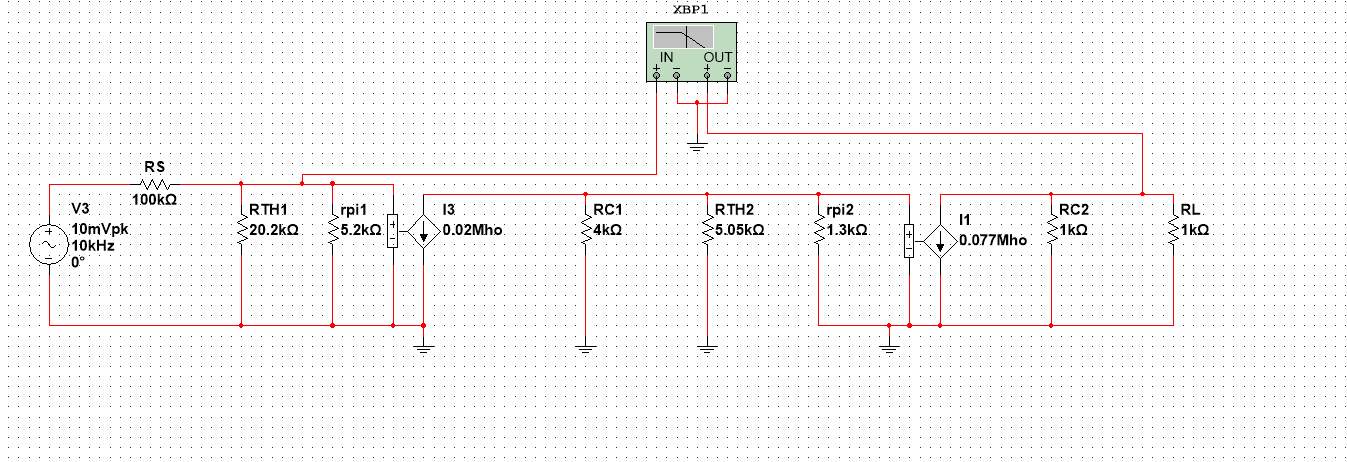 XBP1
IN OUT
+ − + −
RS
100kΩ
V3
10mVpk
10kHz
0°
RTH1
20.2kΩ
rpi1
5.2kΩ
I3
0.02Mho
RC1
4kΩ
RTH2
5.05kΩ
rpi2
1.3kΩ
I1
0.077Mho
RC2
1kΩ
RL
1kΩ